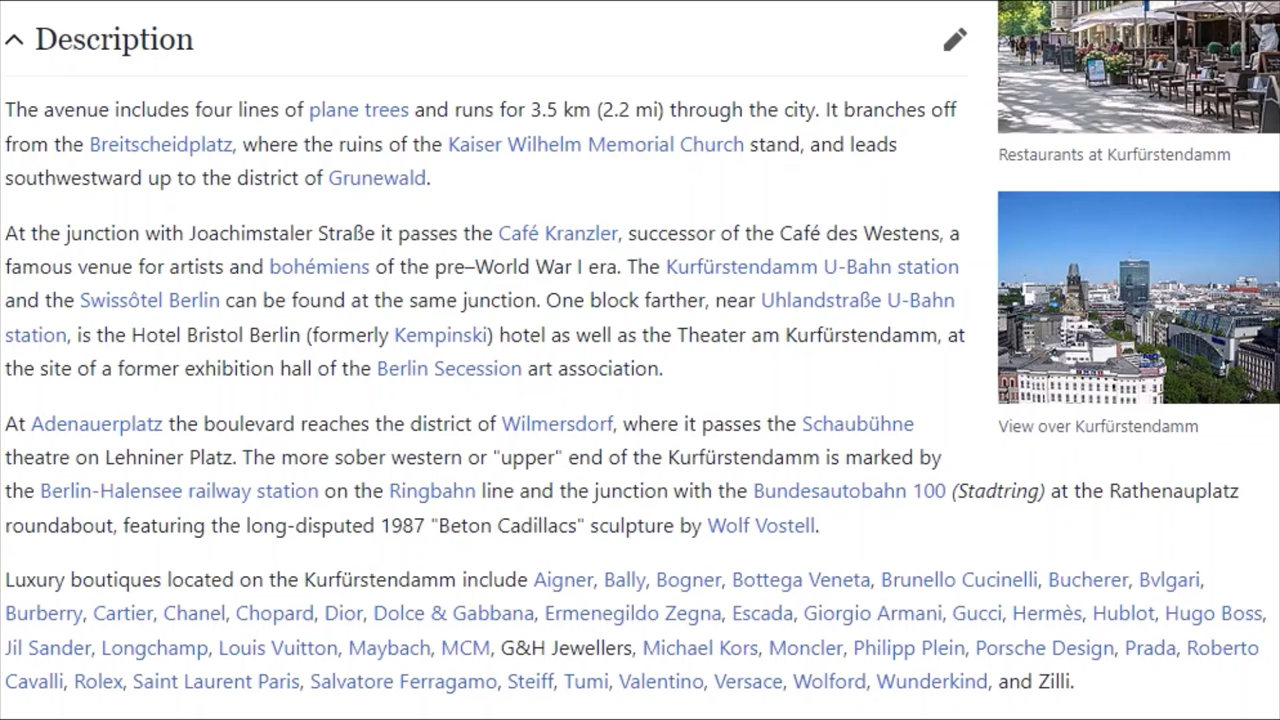 Description
The avenue includes four lines of plane trees and runs for 3.5 km (2.2 mi) through the city. It branches off
from the Breitscheidplatz, where the ruins of the Kaiser Wilhelm Memorial Church stand, and leads
southwestward up to the district of Grunewald.
Restaurants at Kurfürstendamm
At the junction with Joachimstaler Straße it passes the Café Kranzler, successor of the Café des Westens, a
famous venue for artists and bohémiens of the pre–World War I era. The Kurfürstendamm U-Bahn station
and the Swissôtel Berlin can be found at the same junction. One block farther, near Uhlandstraße U-Bahn
station, is the Hotel Bristol Berlin (formerly Kempinski) hotel as well as the Theater am Kurfürstendamm, at
the site of a former exhibition hall of the Berlin Secession art association.
View over Kurfürstendamm
At Adenauerplatz the boulevard reaches the district of Wilmersdorf, where it passes the Schaubühne
theatre on Lehniner Platz. The more sober western or "upper" end of the Kurfürstendamm is marked by
the Berlin-Halensee railway station on the Ringbahn line and the junction with the Bundesautobahn 100 (Stadtring) at the Rathenauplatz
roundabout, featuring the long-disputed 1987 "Beton Cadillacs" sculpture by Wolf Vostell.
Luxury boutiques located on the Kurfürstendamm include Aigner, Bally, Bogner, Bottega Veneta, Brunello Cucinelli, Bucherer, Bvlgari,
Burberry, Cartier, Chanel, Chopard, Dior, Dolce & Gabbana, Ermenegildo Zegna, Escada, Giorgio Armani, Gucci, Hermès, Hublot, Hugo Boss,
Jil Sander, Longchamp, Louis Vuitton, Maybach, MCM, G&H Jewellers, Michael Kors, Moncler, Philipp Plein, Porsche Design, Prada, Roberto
Cavalli, Rolex, Saint Laurent Paris, Salvatore Ferragamo, Steiff, Tumi, Valentino, Versace, Wolford, Wunderkind, and Zilli.